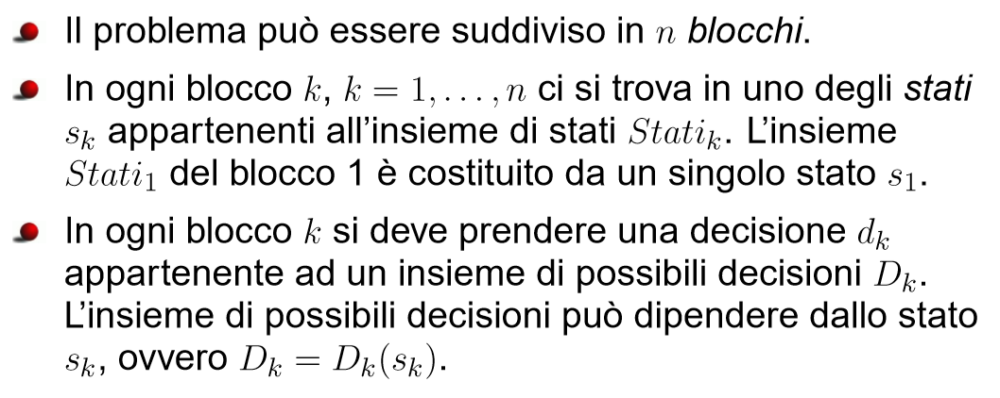 Il problema può essere suddiviso in n blocchi.
In ogni blocco k, k = 1, . . . , n ci si trova in uno degli stati
s_k appartenenti all'insieme di stati Stati_k. L'insieme
Stati_1 del blocco 1 è costituito da un singolo stato s_1.
In ogni blocco k si deve prendere una decisione d_k
appartenente ad un insieme di possibili decisioni D_k.
L'insieme di possibili decisioni può dipendere dallo stato
s_k, ovvero D_k = D_k(s_k).